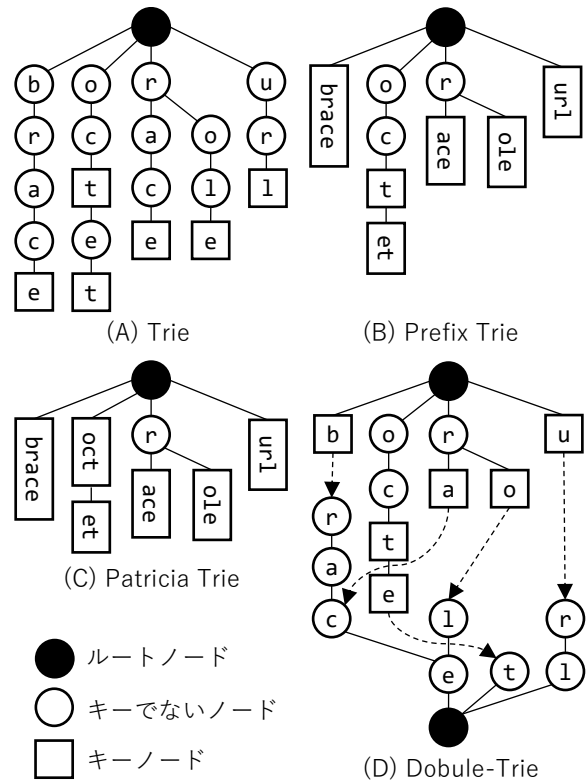 b o r u
r c a o r
a t c l l
c e e e
e t
(A) Trie
brace o r url
c ace ole
t
et
(B) Prefix Trie
brace oct r url
et ace ole
(C) Patricia Trie
b o r u
c a o
r t
a e
c l r
e t l
(D) Dobule-Trie
ルートノード
キーでないノード
キーノード